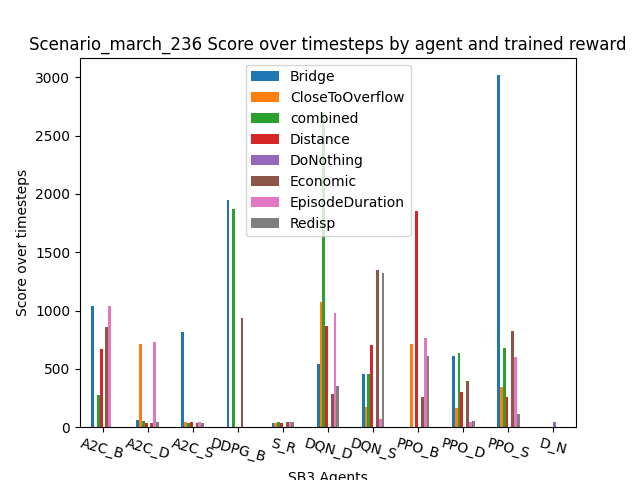 Scenario_march_236 Score over timesteps by agent and trained reward
Score over timesteps
3000
2500
2000
1500
1000
500
0
Bridge
CloseToOverflow
combined
Distance
DoNothing
Economic
EpisodeDuration
Redisp
A2C_B
A2C_D
A2C_S
DDPG_B
S_R
DQN_D
DQN_S
PPO_B
PPO_D
PPO_S
D_N
SB3 Agents